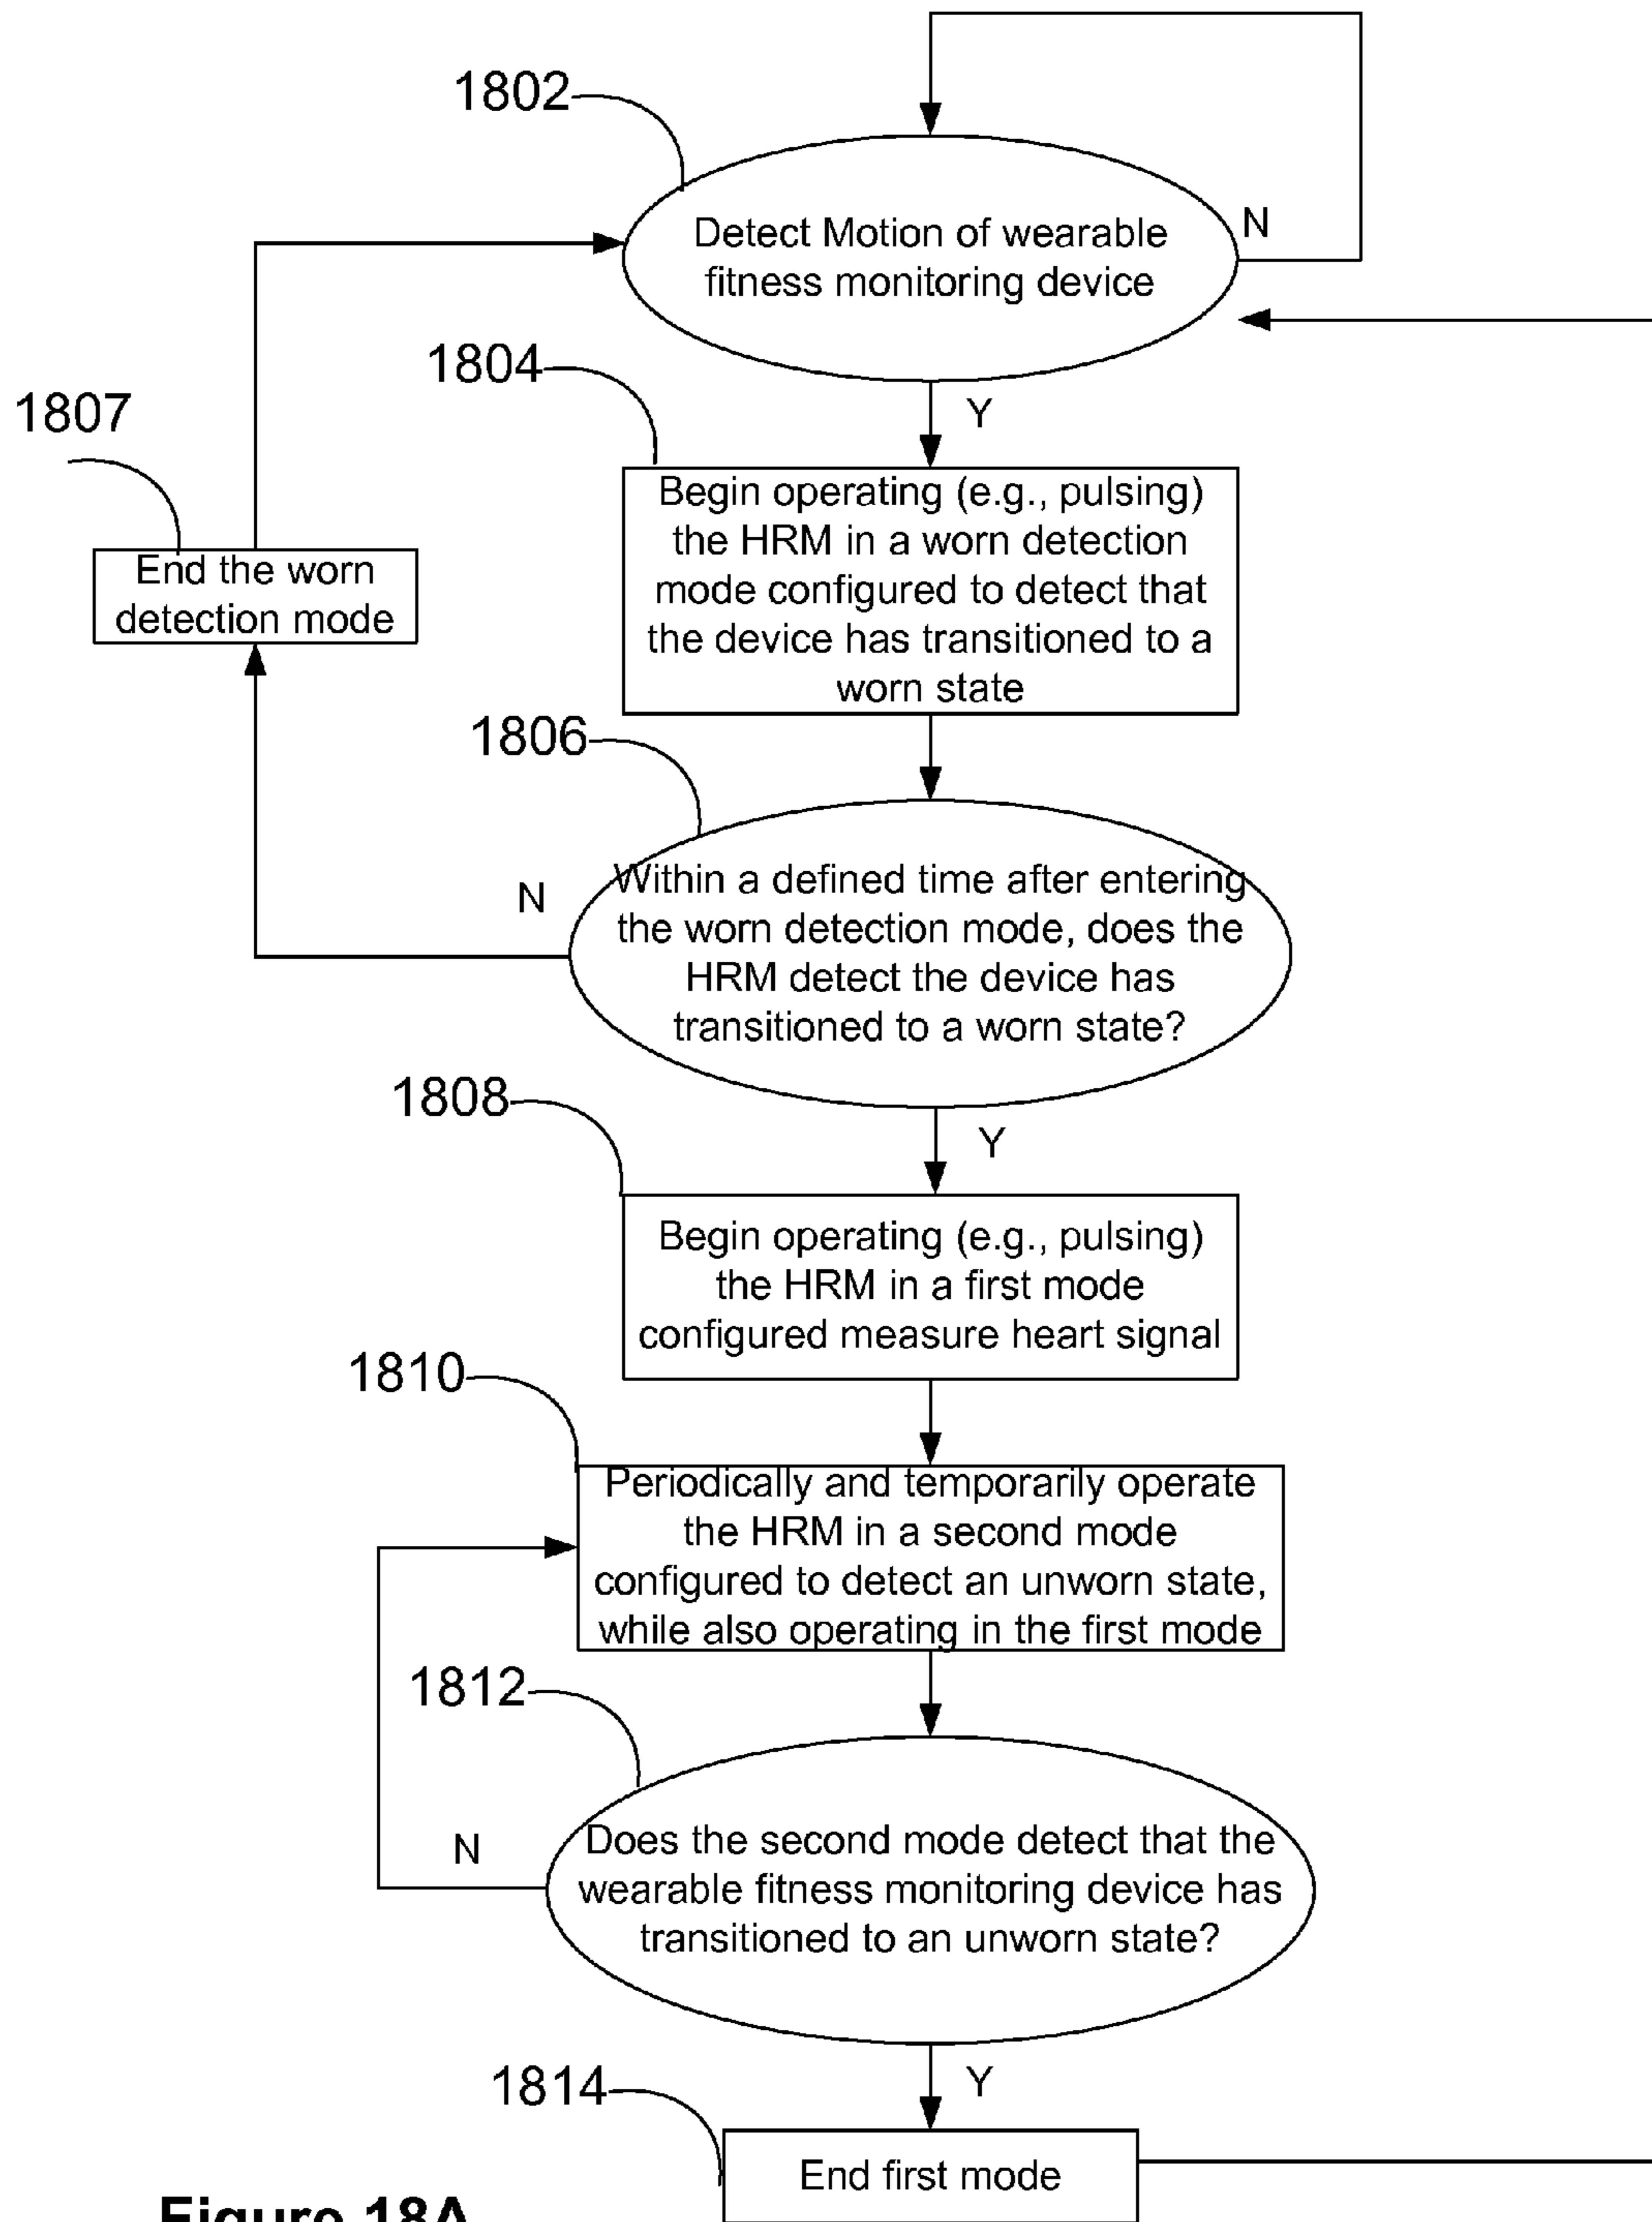 1802
Detect Motion of wearable
fitness monitoring device
N
Y
1804
1807
Begin operating (e.g., pulsing)
the HRM in a worn detection
mode configured to detect that
the device has transitioned to a
worn state
End the worn
detection mode
1806
Within a defined time after entering
the worn detection mode, does the
HRM detect the device has
transitioned to a worn state?
N
Y
1808
Begin operating (e.g., pulsing)
the HRM in a first mode
configured measure heart signal
1810
Periodically and temporarily operate
the HRM in a second mode
configured to detect an unworn state,
while also operating in the first mode
1812
Does the second mode detect that the
wearable fitness monitoring device has
transitioned to an unworn state?
N
Y
1814
End first mode
Figure 18A